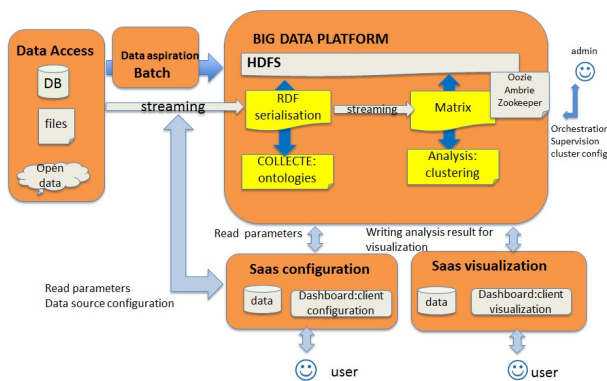 Data Access
DB
files
Open
data
Data aspiration
Batch
streaming
BIG DATA PLATFORM
HDFS
RDF
serialisation
streaming
Matrix
Oozie
Ambrie
Zookeeper
COLLECTE:
ontologies
Analysis:
clustering
admin
Orchestration
Supervision
cluster config
Read parameters
Writing analysis result for
visualization
Read parameters
Data source configuration
Saas configuration
data
Dashboard:client
configuration
user
Saas visualization
data
Dashboard:client
visualization
user